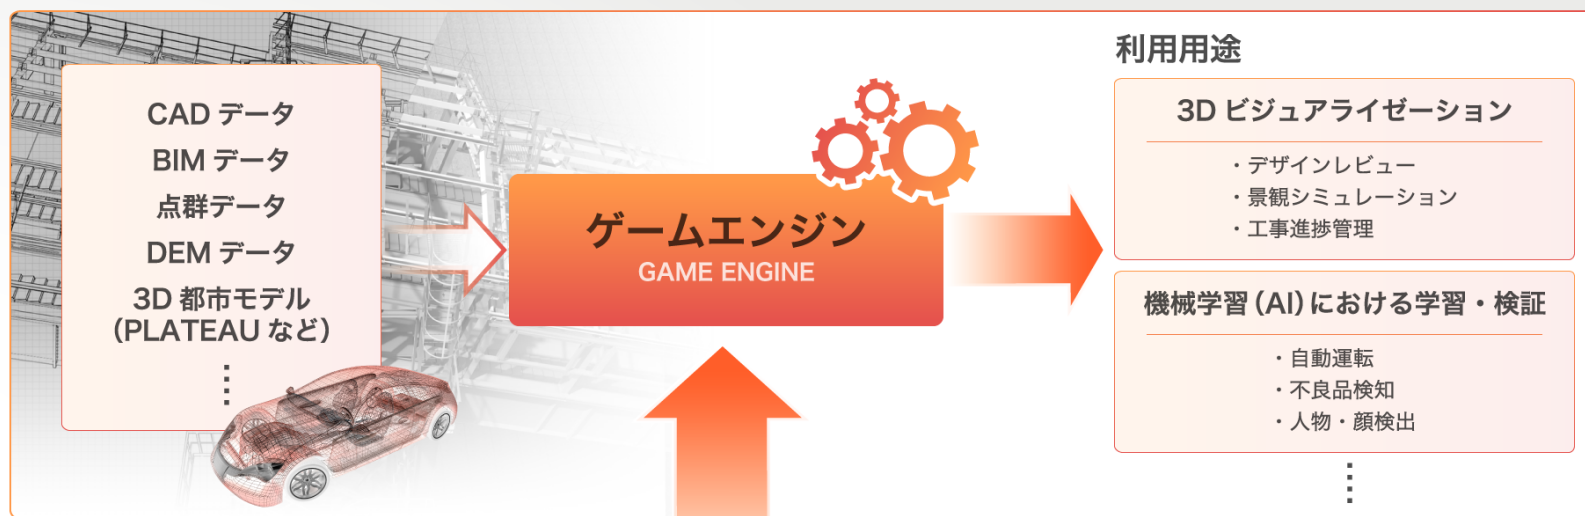 CAD データ
BIM データ
点群データ
DEM データ
3D 都市モデル
(PLATEAU など)
ゲームエンジン
GAME ENGINE
利用用途
3D ビジュアライゼーション
・デザインレビュー
・景観シミュレーション
・工事進捗管理
機械学習(AI)における学習・検証
・自動運転
・不良品検知
・人物・顔検出